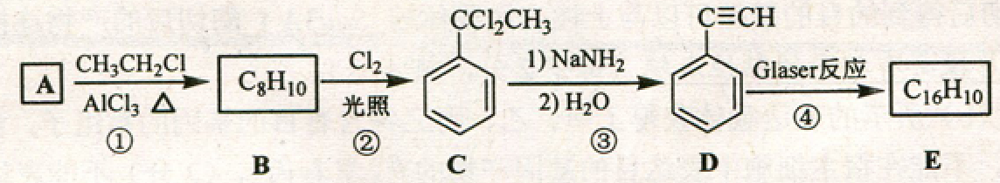 A
CH₃CH₂Cl
AlCl₃ △
①
C₈H₁₀
B
Cl₂
光照
②
CCl₂CH₃
C
1) NaNH₂
2) H₂O
③
C≡CH
D
Glaser反应
④
C₁₆H₁₀
E